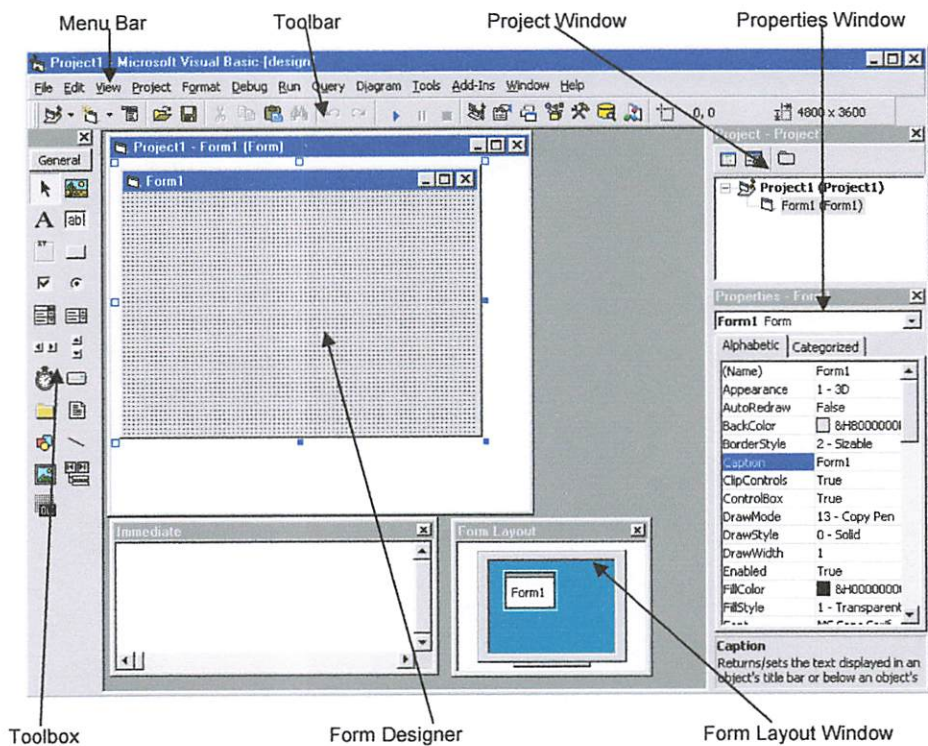 Menu Bar
Toolbar
Project Window
Properties Window
Project1 - Microsoft Visual Basic [design]
File Edit View Project Format Debug Run Query Diagram Tools Add-Ins Window Help
0, 0
4800 x 3600
General
A
ab
XY
Project1 - Form1 (Form)
Form1
Project - Project
Project1 (Project1)
Form1 (Form1)
Properties - Form
Form1 Form
Alphabetic Categorized
(Name) Form1
Appearance 1 - 3D
AutoRedraw False
BackColor &H8000000
BorderStyle 2 - Sizable
Caption Form1
ClipControls True
ControlBox True
DrawMode 13 - Copy Pen
DrawStyle 0 - Solid
DrawWidth 1
Enabled True
FillColor &H0000000
FillStyle 1 - Transparent
Caption
Returns/sets the text displayed in an
object's title bar or below an object's
Immediate
Form Layout
Form1
Toolbox
Form Designer
Form Layout Window